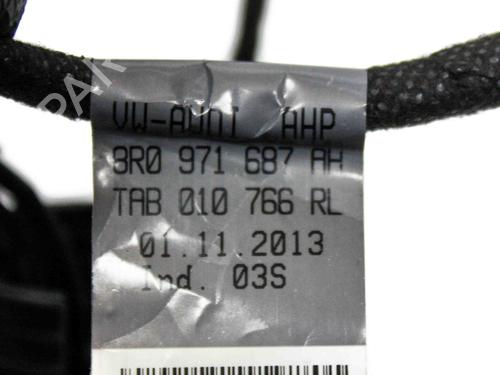 VW-AUDI AHP
8R0 971 687 AH
TAB 010 766 RL
01.11.2013
Ind. 03S